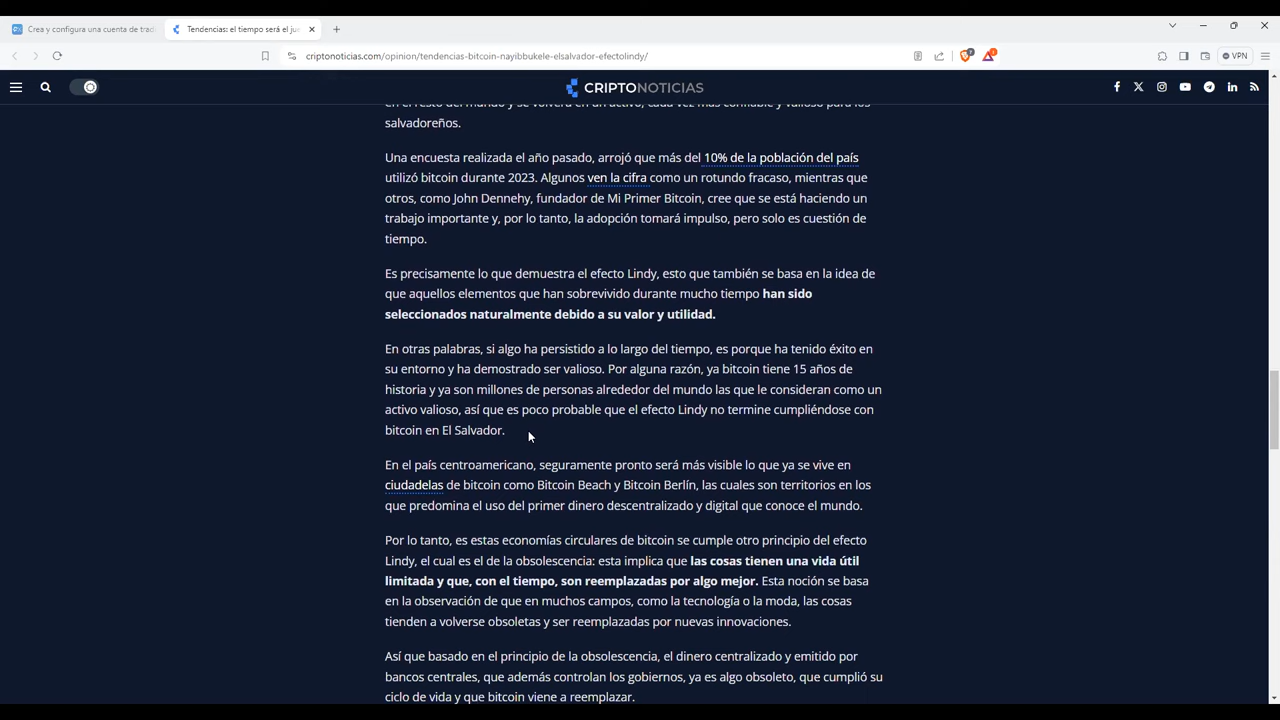 Crea y configura una cuenta de tradi
Tendencias: el tiempo será el jue
criptonoticias.com/opinion/tendencias-bitcoin-nayibbukele-elsalvador-efectolindy/
VPN
CRIPTONOTICIAS
en el resto del mundo y se volverá en un activo, cada vez más confiable y valioso para los
salvadoreños.
Una encuesta realizada el año pasado, arrojó que más del 10% de la población del país
utilizó bitcoin durante 2023. Algunos ven la cifra como un rotundo fracaso, mientras que
otros, como John Dennehy, fundador de Mi Primer Bitcoin, cree que se está haciendo un
trabajo importante y, por lo tanto, la adopción tomará impulso, pero solo es cuestión de
tiempo.
Es precisamente lo que demuestra el efecto Lindy, esto que también se basa en la idea de
que aquellos elementos que han sobrevivido durante mucho tiempo han sido
seleccionados naturalmente debido a su valor y utilidad.
En otras palabras, si algo ha persistido a lo largo del tiempo, es porque ha tenido éxito en
su entorno y ha demostrado ser valioso. Por alguna razón, ya bitcoin tiene 15 años de
historia y ya son millones de personas alrededor del mundo las que le consideran como un
activo valioso, así que es poco probable que el efecto Lindy no termine cumpliéndose con
bitcoin en El Salvador.
En el país centroamericano, seguramente pronto será más visible lo que ya se vive en
ciudadelas de bitcoin como Bitcoin Beach y Bitcoin Berlín, las cuales son territorios en los
que predomina el uso del primer dinero descentralizado y digital que conoce el mundo.
Por lo tanto, es estas economías circulares de bitcoin se cumple otro principio del efecto
Lindy, el cual es el de la obsolescencia: esta implica que las cosas tienen una vida útil
limitada y que, con el tiempo, son reemplazadas por algo mejor. Esta noción se basa
en la observación de que en muchos campos, como la tecnología o la moda, las cosas
tienden a volverse obsoletas y ser reemplazadas por nuevas innovaciones.
Así que basado en el principio de la obsolescencia, el dinero centralizado y emitido por
bancos centrales, que además controlan los gobiernos, ya es algo obsoleto, que cumplió su
ciclo de vida y que bitcoin viene a reemplazar.